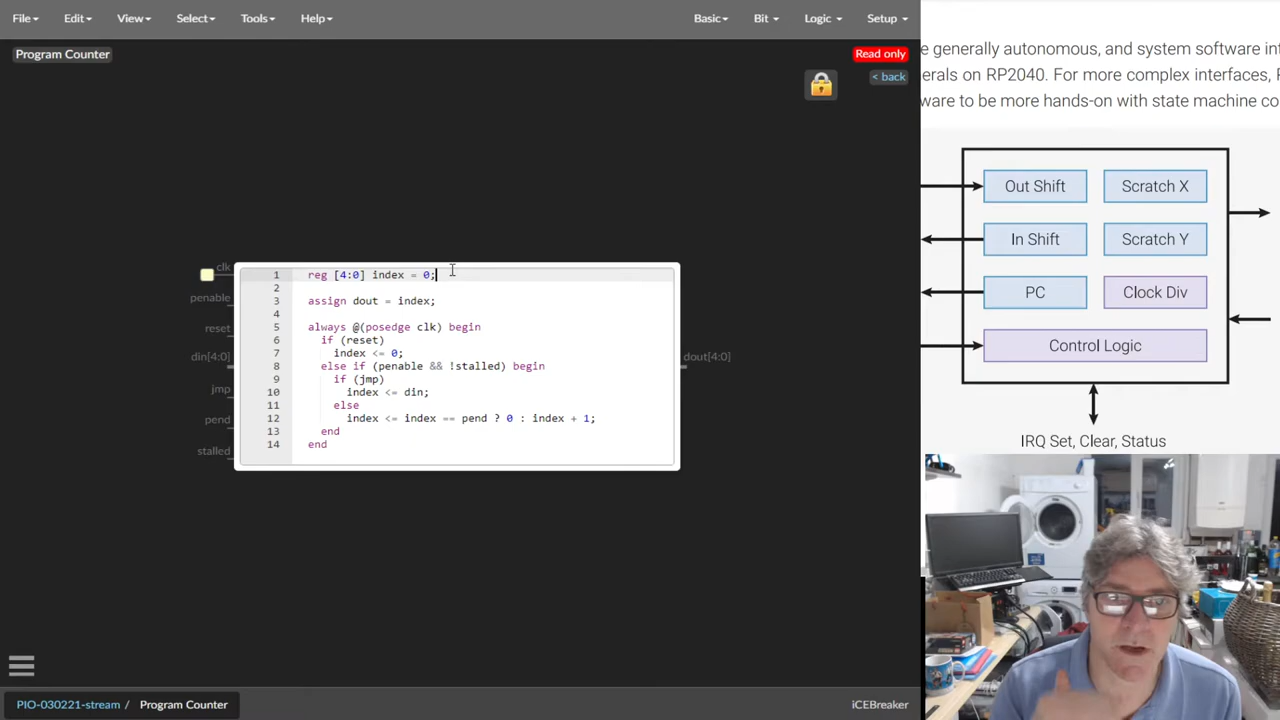 File Edit View Select Tools Help Basic Bit Logic Setup
Program Counter
Read only
< back
clk
penable
reset
din[4:0]
jmp
pend
stalled
1 reg [4:0] index = 0;
2
3 assign dout = index;
4
5 always @(posedge clk) begin
6 if (reset)
7 index <= 0;
8 else if (penable && !stalled) begin
9 if (jmp)
10 index <= din;
11 else
12 index <= index == pend ? 0 : index + 1;
13 end
14 end
dout[4:0]
PIO-030221-stream / Program Counter
iCEBreaker
e generally autonomous, and system software in
erals on RP2040. For more complex interfaces,
ware to be more hands-on with state machine co
Out Shift Scratch X
In Shift Scratch Y
PC Clock Div
Control Logic
IRQ Set, Clear, Status